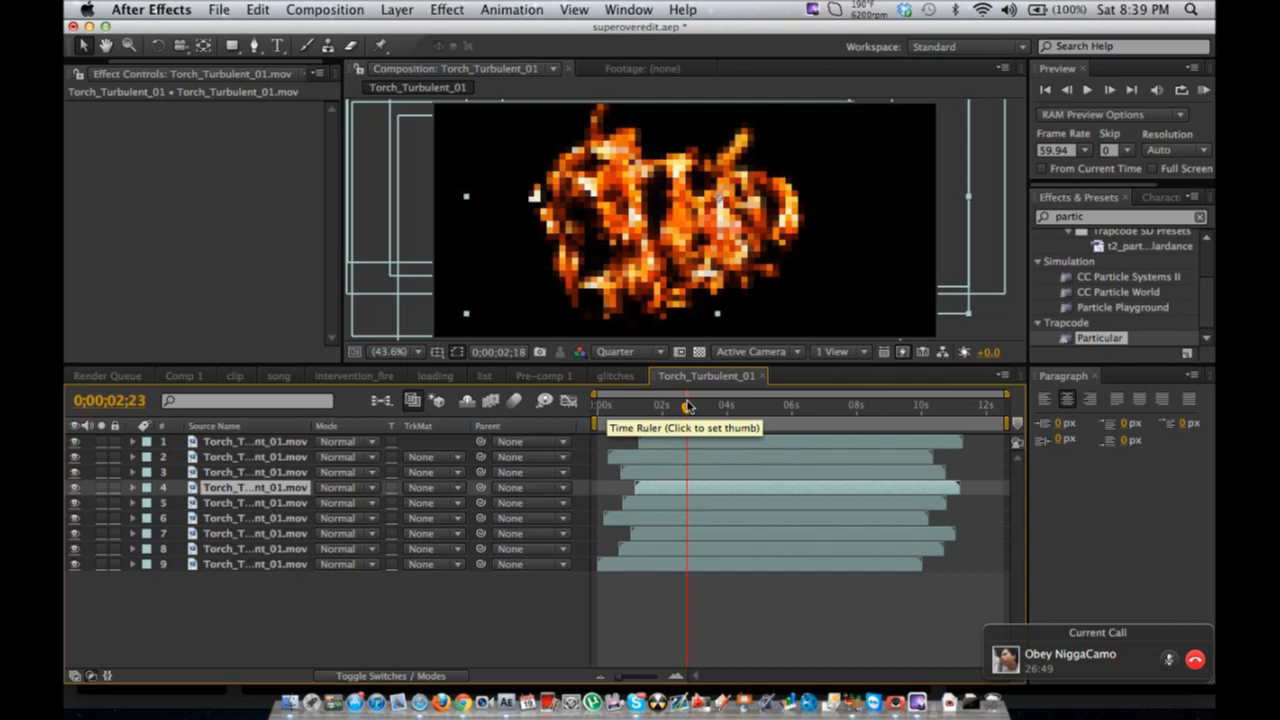 After Effects File Edit Composition Layer Effect Animation View Window Help 190°F 6200rpm (100%) Sat 8:39 PM
superoveredit.aep *
Workspace: Standard Search Help
Effect Controls: Torch_Turbulent_01.mov
Composition: Torch_Turbulent_01 Footage: (none)
Preview
Torch_Turbulent_01 • Torch_Turbulent_01.mov
Torch_Turbulent_01
RAM Preview Options
Frame Rate Skip Resolution
59.94 0 Auto
From Current Time Full Screen
Effects & Presets Charact
partic
Trapcode SD Presets
t2_part...lardance
Simulation
CC Particle Systems II
CC Particle World
Particle Playground
Trapcode
Particular
(43.6%) 0;00;02;18 Quarter Active Camera 1 View +0.0
Render Queue Comp 1 clip song intervention_fire loading list Pre-comp 1 glitches Torch_Turbulent_01
Paragraph
0;00;02;23
:00s 02s 04s 06s 08s 10s 12s
Time Ruler (Click to set thumb)
# Source Name Mode T TrkMat Parent
0 px 0 px 0 px
0 px 0 px
1 Torch_T...nt_01.mov Normal None
2 Torch_T...nt_01.mov Normal None None
3 Torch_T...nt_01.mov Normal None None
4 Torch_T...nt_01.mov Normal None None
5 Torch_T...nt_01.mov Normal None None
6 Torch_T...nt_01.mov Normal None None
7 Torch_T...nt_01.mov Normal None None
8 Torch_T...nt_01.mov Normal None None
9 Torch_T...nt_01.mov Normal None None
Current Call
Obey NiggaCamo
26:49
Toggle Switches / Modes